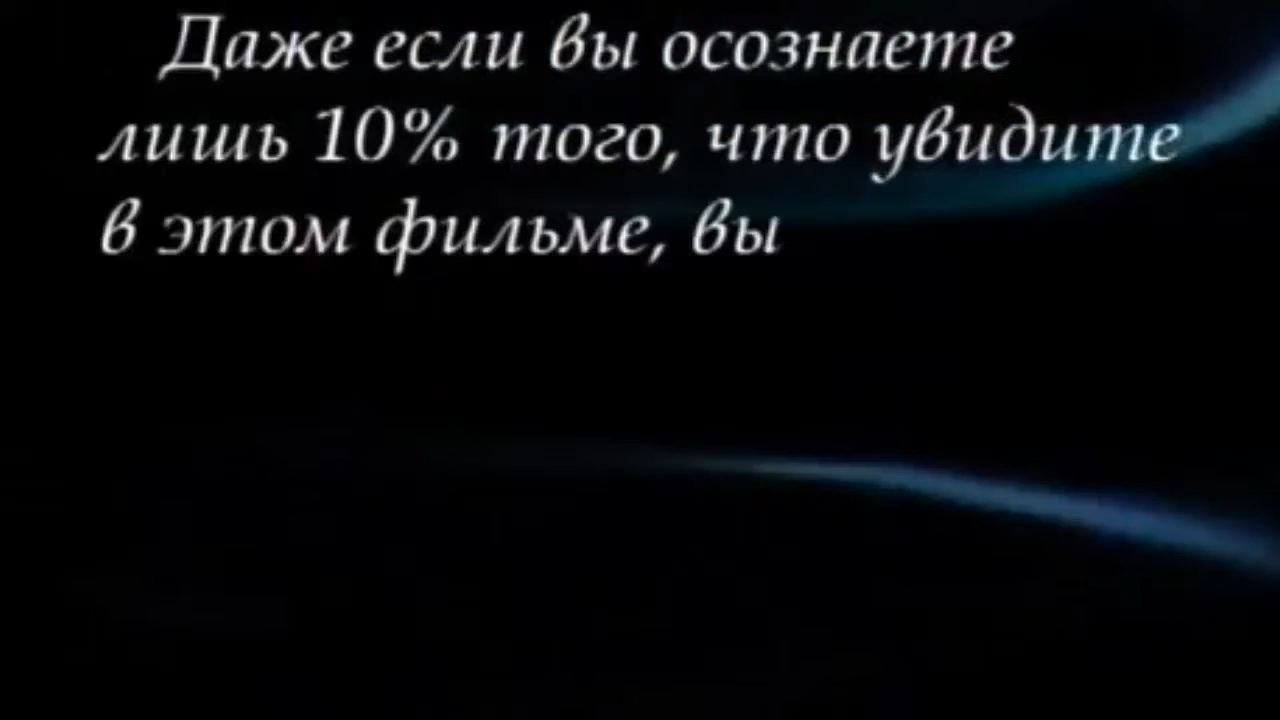 Даже если вы осознаете
лишь 10% того, что увидите
в этом фильме, вы